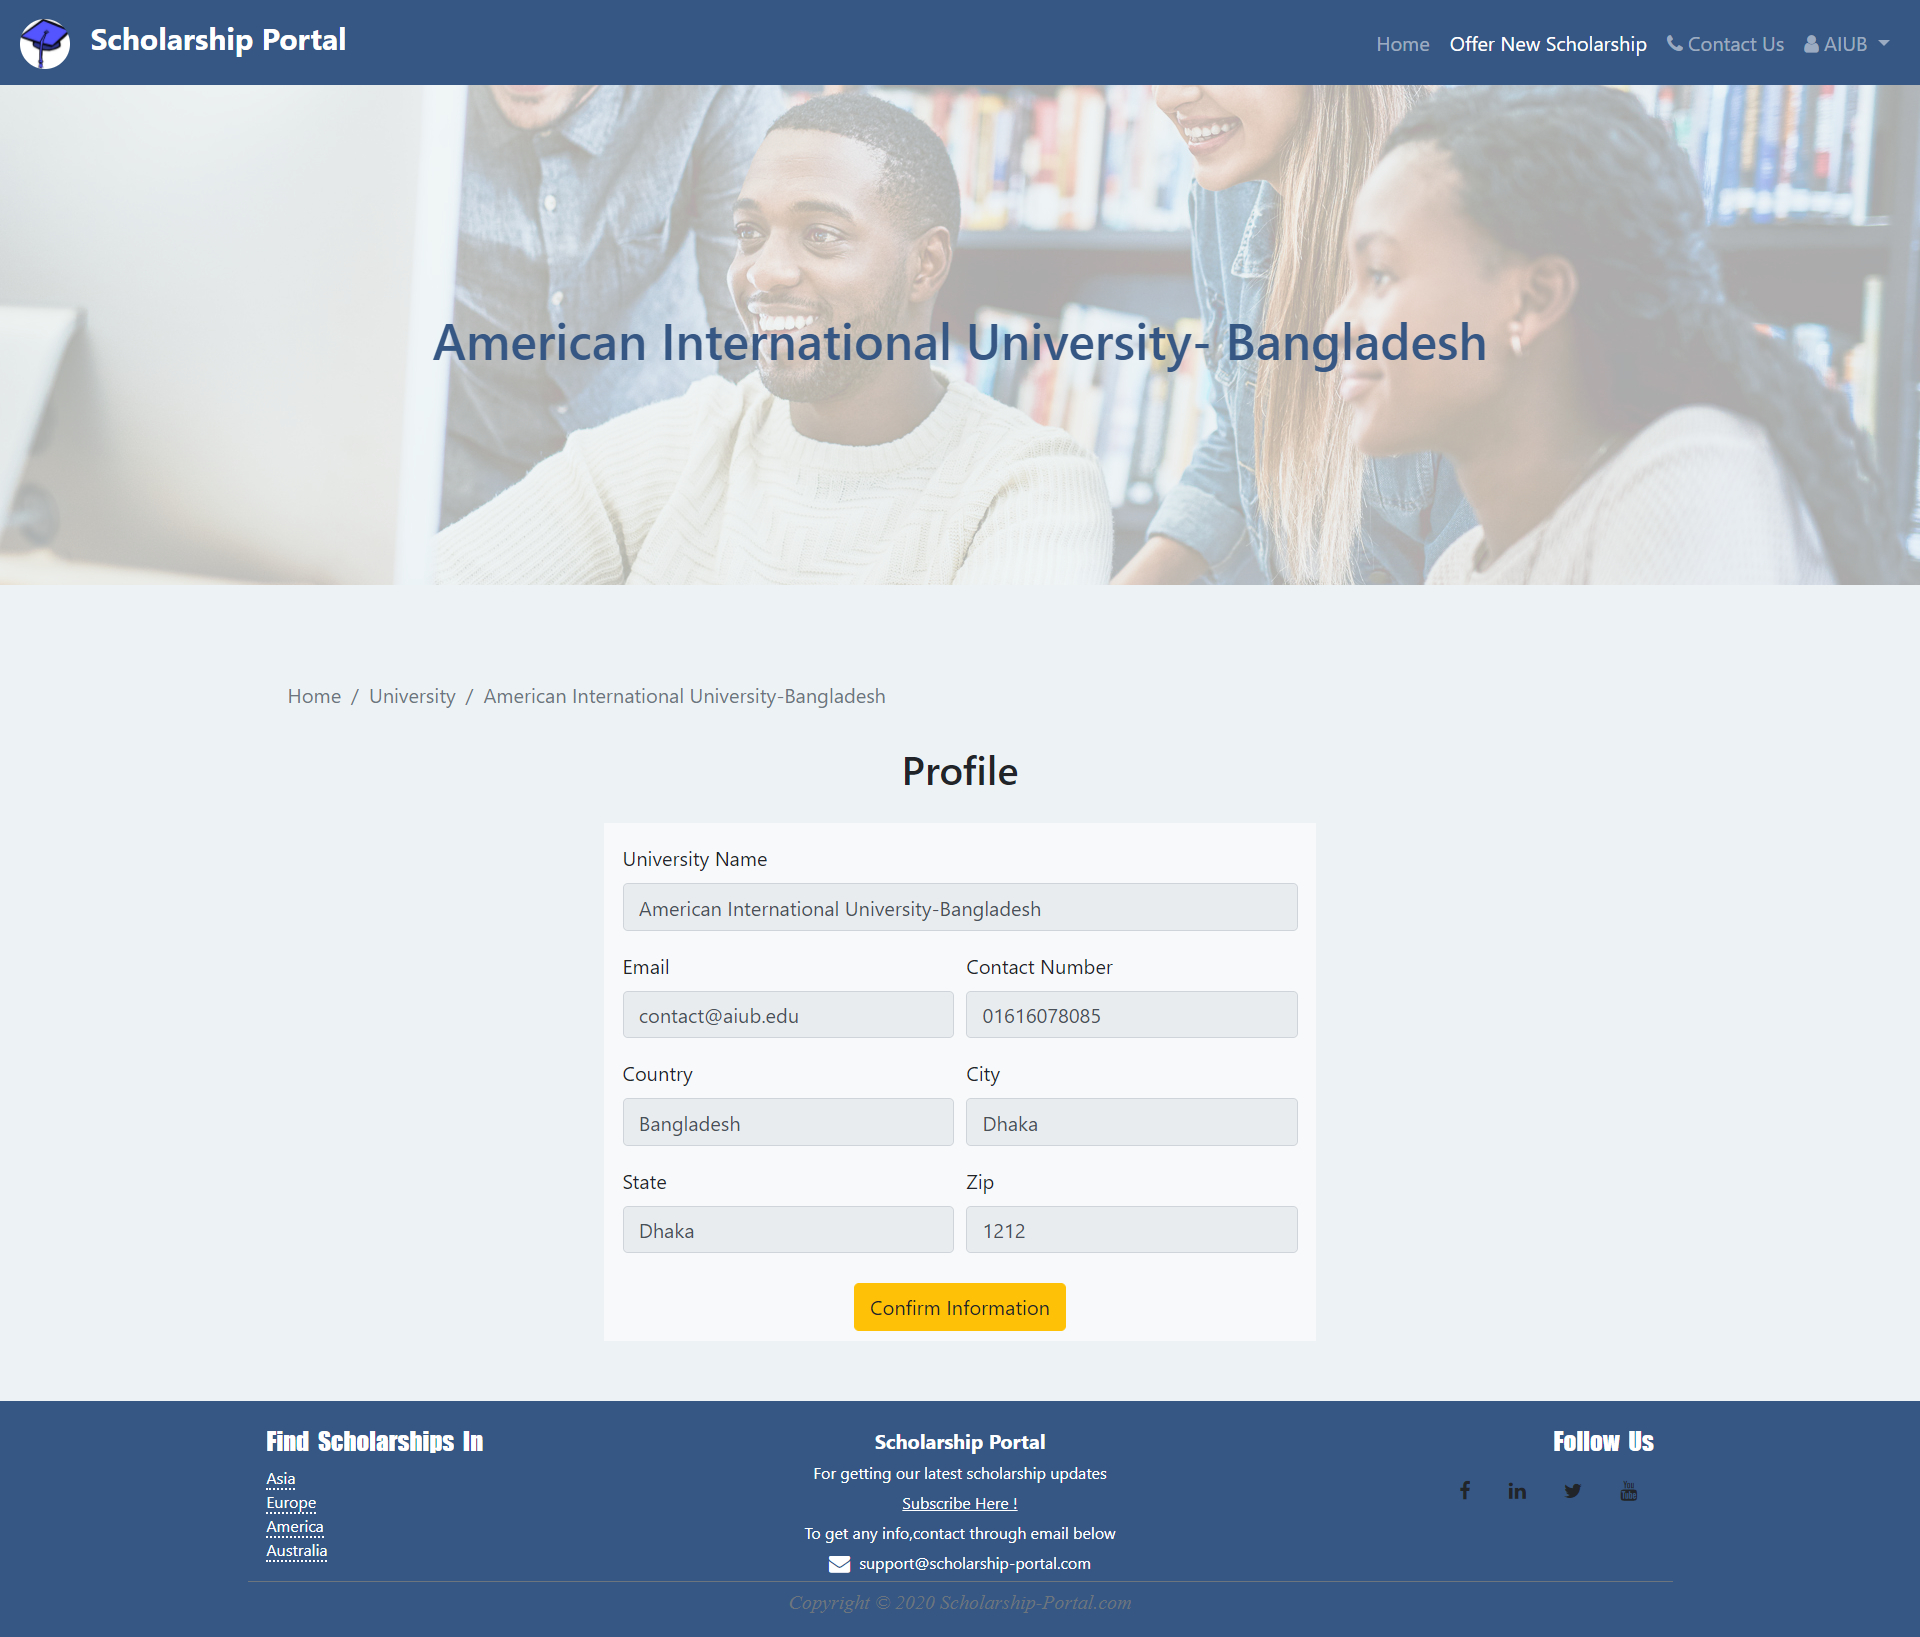 Scholarship Portal
Home Offer New Scholarship Contact Us AIUB
American International University- Bangladesh
Home / University / American International University-Bangladesh
Profile
University Name
American International University-Bangladesh
Email Contact Number
contact@aiub.edu 01616078085
Country City
Bangladesh Dhaka
State Zip
Dhaka 1212
Confirm Information
Find Scholarships In
Asia
Europe
America
Australia
Scholarship Portal
For getting our latest scholarship updates
Subscribe Here !
To get any info,contact through email below
support@scholarship-portal.com
Follow Us
You
Tube
Copyright © 2020 Scholarship-Portal.com